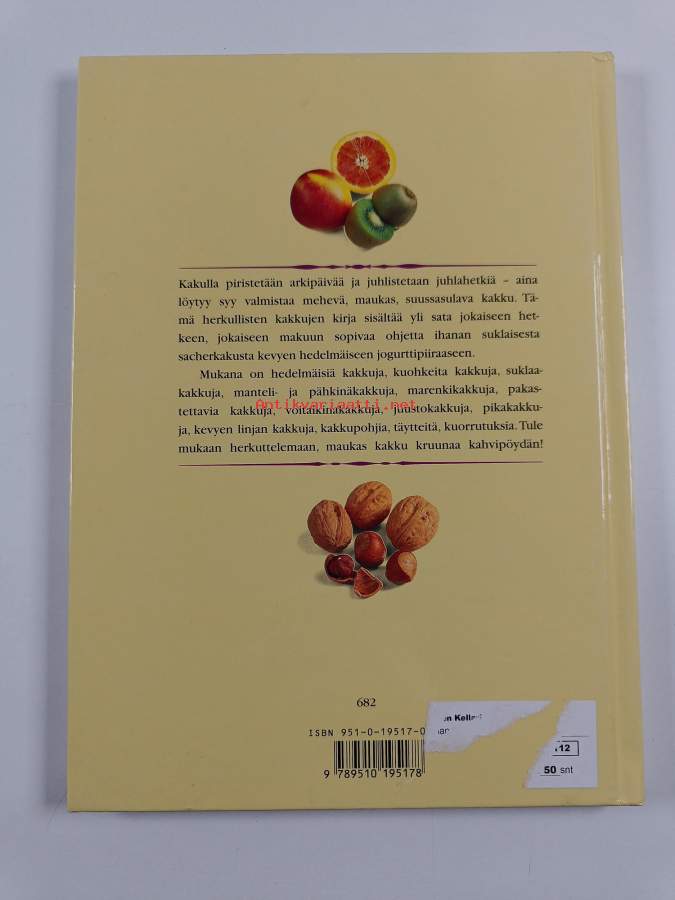 Kakulla piristetään arkipäivää ja juhlistetaan juhlahetkiä – aina
löytyy syy valmistaa mehevä, maukas, suussasulava kakku. Tä-
mä herkullisten kakkujen kirja sisältää yli sata jokaiseen het-
keen, jokaiseen makuun sopivaa ohjetta ihanan suklaisesta
sacherkakusta kevyen hedelmäiseen jogurttipiiraaseen.
Mukana on hedelmäisiä kakkuja, kuohkeita kakkuja, suklaa-
kakkuja, manteli- ja pähkinäkakkuja, marenkikakkuja, pakas-
Antikvariaatti.net
tettavia kakkuja, voitaikinakakkuja, juustokakkuja, pikakakku-
ja, kevyen linjan kakkuja, kakkupohjia, täytteitä, kuorrutuksia. Tule
mukaan herkuttelemaan, maukas kakku kruunaa kahvipöydän!
682
ISBN 951-0-19517-0
9 789510 195178
12
50 snt